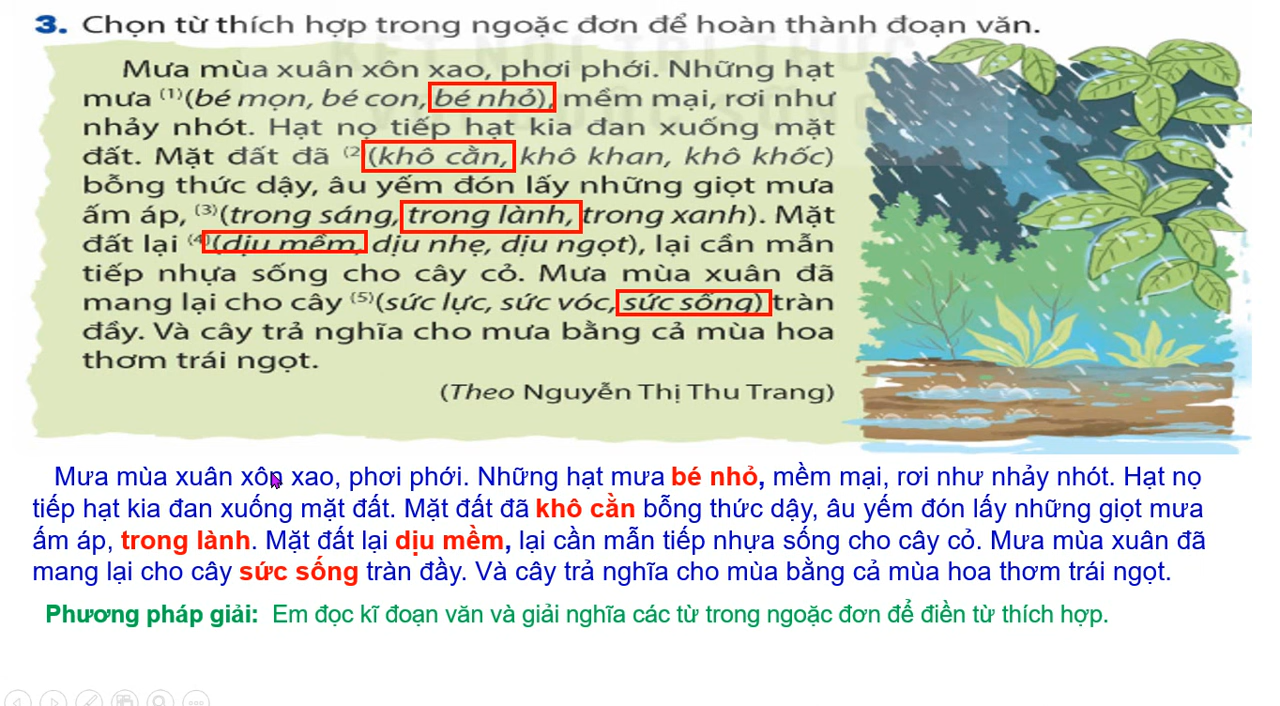 3. Chọn từ thích hợp trong ngoặc đơn để hoàn thành đoạn văn.
KẾT NỐI TRI THỨC
Mưa mùa xuân xôn xao, phơi phới. Những hạt
mưa (1)(bé mọn, bé con, bé nhỏ), mềm mại, rơi như
nhảy nhót. Hạt nọ tiếp hạt kia đan xuống mặt
đất. Mặt đất đã (2 (khô cằn, khô khan, khô khốc)
bỗng thức dậy, âu yếm đón lấy những giọt mưa
ấm áp, (3)(trong sáng, trong lành, trong xanh). Mặt
đất lại (4)(dịu mềm, dịu nhẹ, dịu ngọt), lại cần mẫn
tiếp nhựa sống cho cây cỏ. Mưa mùa xuân đã
mang lại cho cây (5)(sức lực, sức vóc, sức sống) tràn
đầy. Và cây trả nghĩa cho mưa bằng cả mùa hoa
thơm trái ngọt.
(Theo Nguyễn Thị Thu Trang)
Mưa mùa xuân xôn xao, phơi phới. Những hạt mưa bé nhỏ, mềm mại, rơi như nhảy nhót. Hạt nọ
tiếp hạt kia đan xuống mặt đất. Mặt đất đã khô cằn bỗng thức dậy, âu yếm đón lấy những giọt mưa
ấm áp, trong lành. Mặt đất lại dịu mềm, lại cần mẫn tiếp nhựa sống cho cây cỏ. Mưa mùa xuân đã
mang lại cho cây sức sống tràn đầy. Và cây trả nghĩa cho mùa bằng cả mùa hoa thơm trái ngọt.
Phương pháp giải: Em đọc kĩ đoạn văn và giải nghĩa các từ trong ngoặc đơn để điền từ thích hợp.